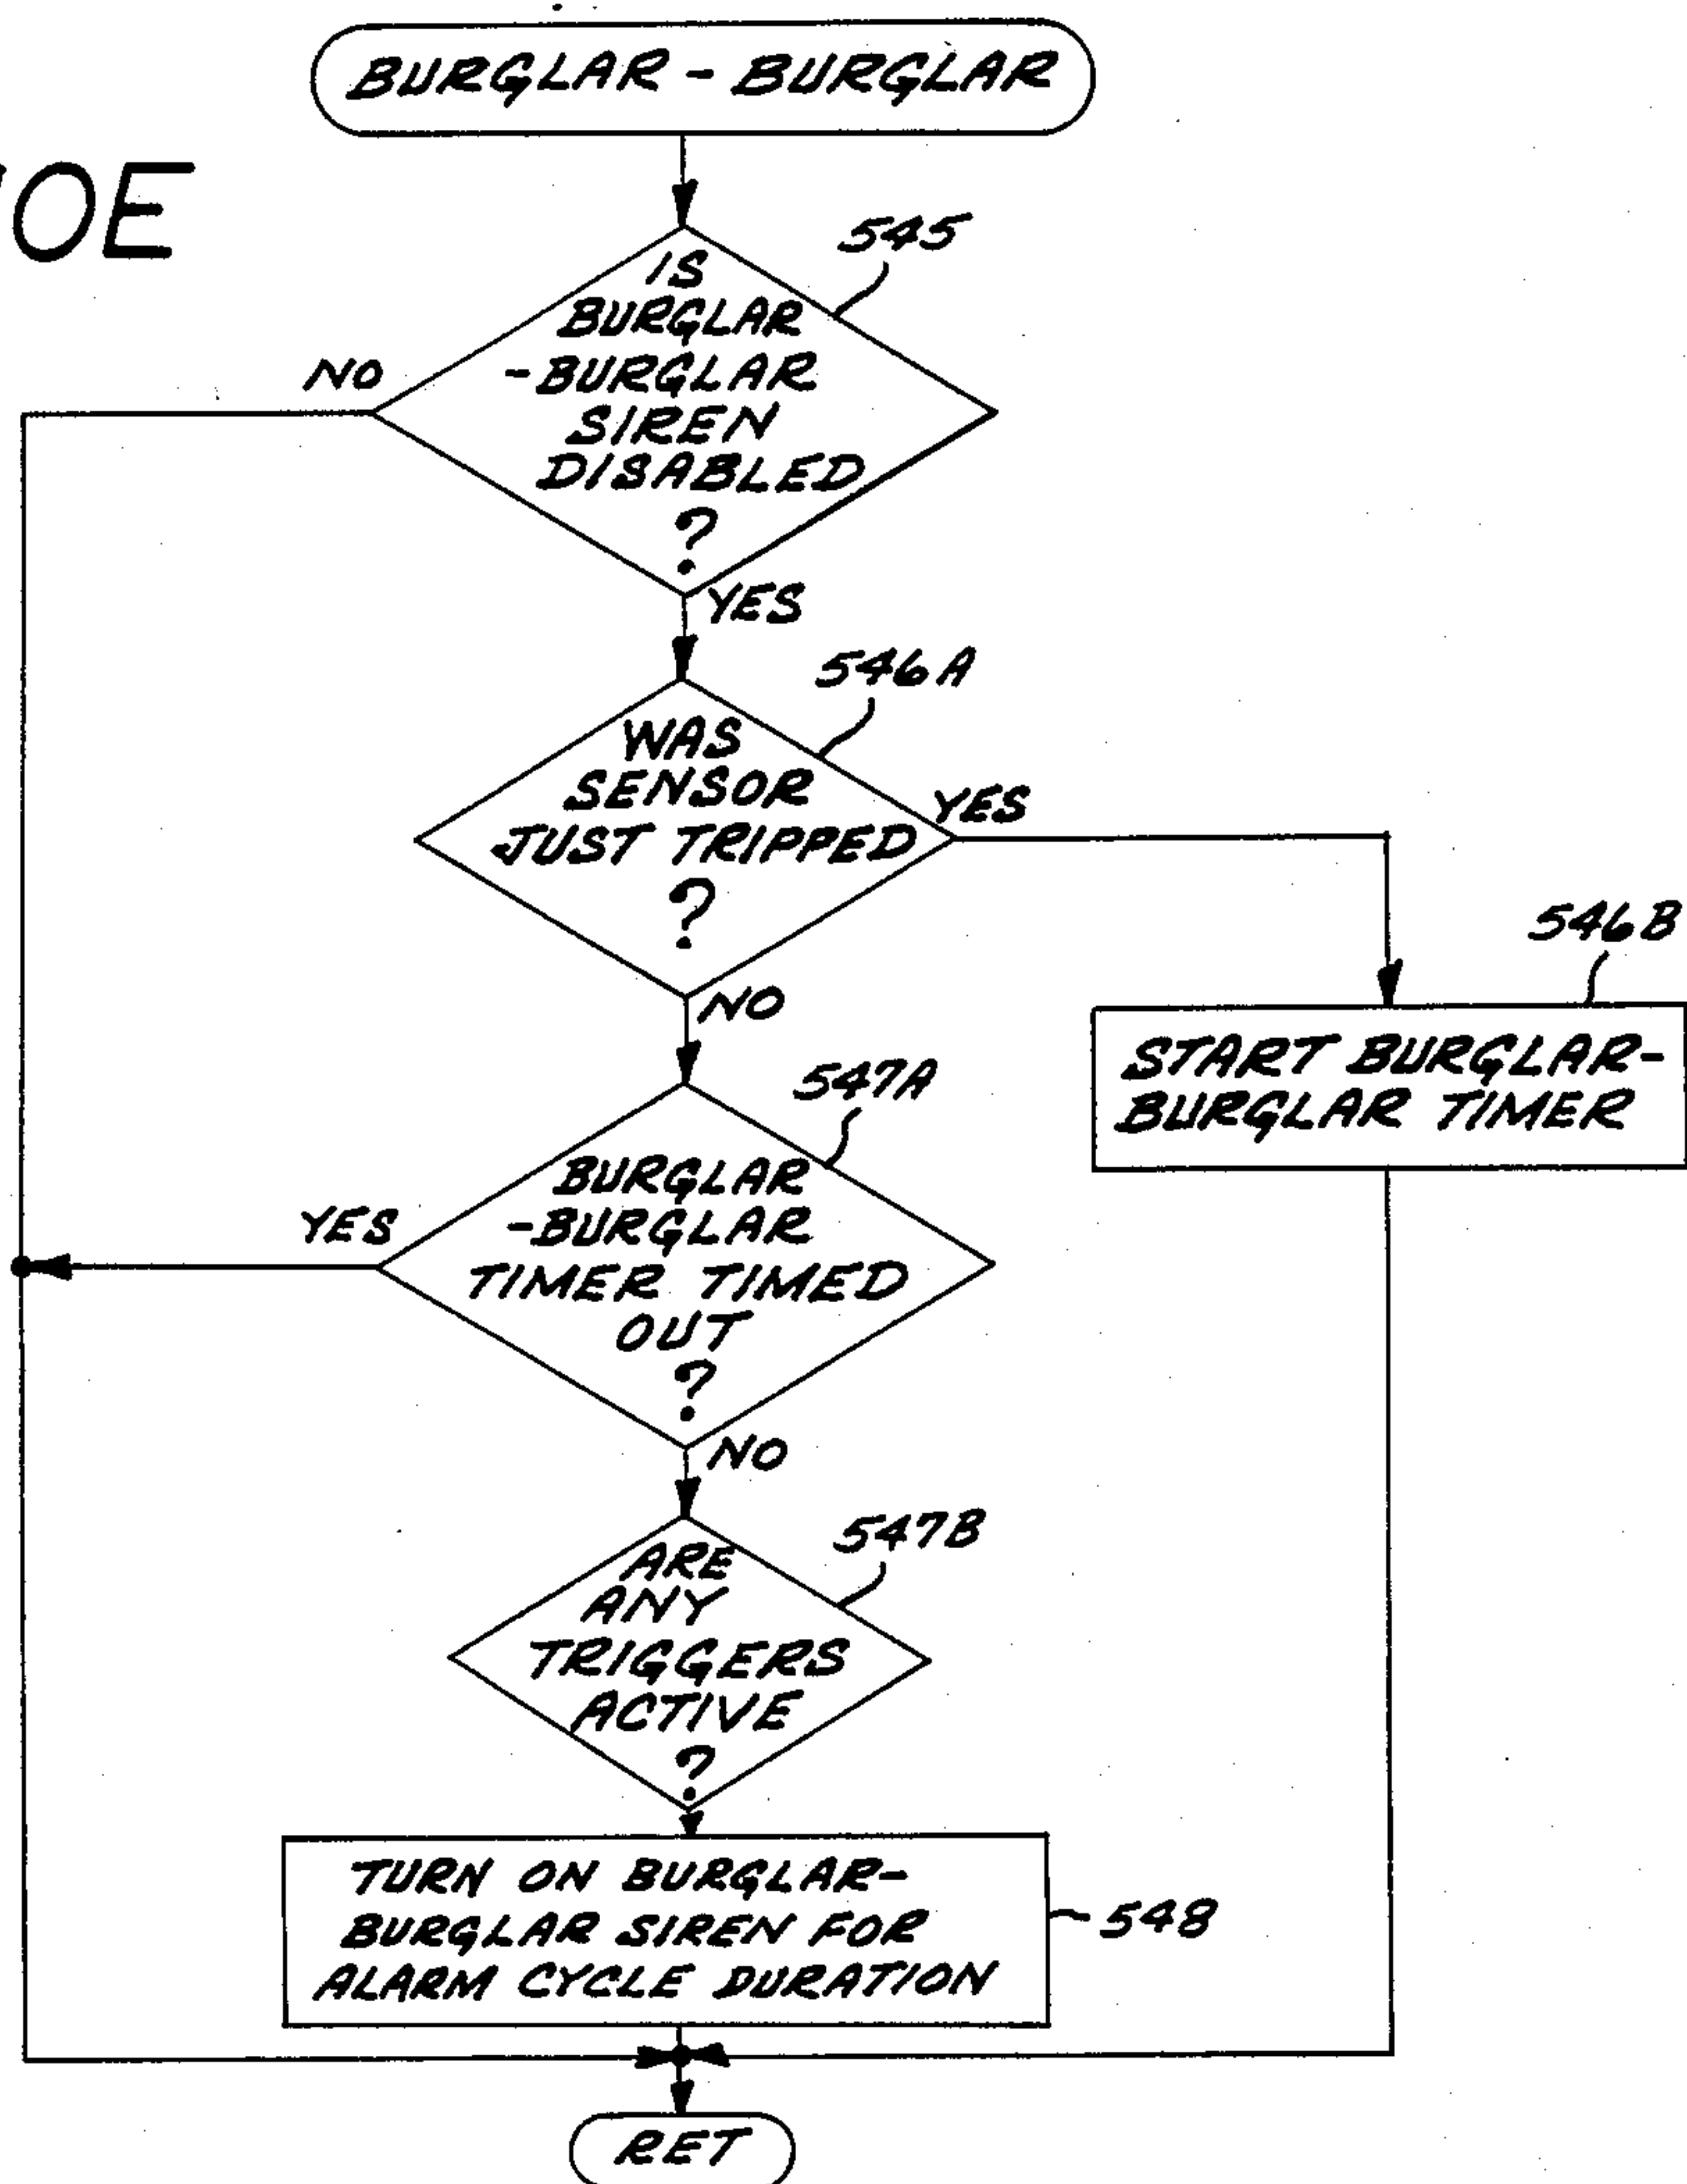 BURGLAR - BURGLAR
OE
545
IS
BURGLAR
-BURGLAR
SIREN
DISABLED
?
NO
YES
546A
WAS
SENSOR
JUST TRIPPED
?
YES
NO
546B
START BURGLAR-
BURGLAR TIMER
547A
BURGLAR
-BURGLAR
TIMER TIMED
OUT
?
YES
NO
547B
ARE
ANY
TRIGGERS
ACTIVE
?
TURN ON BURGLAR-
BURGLAR SIREN FOR
ALARM CYCLE DURATION
548
RET